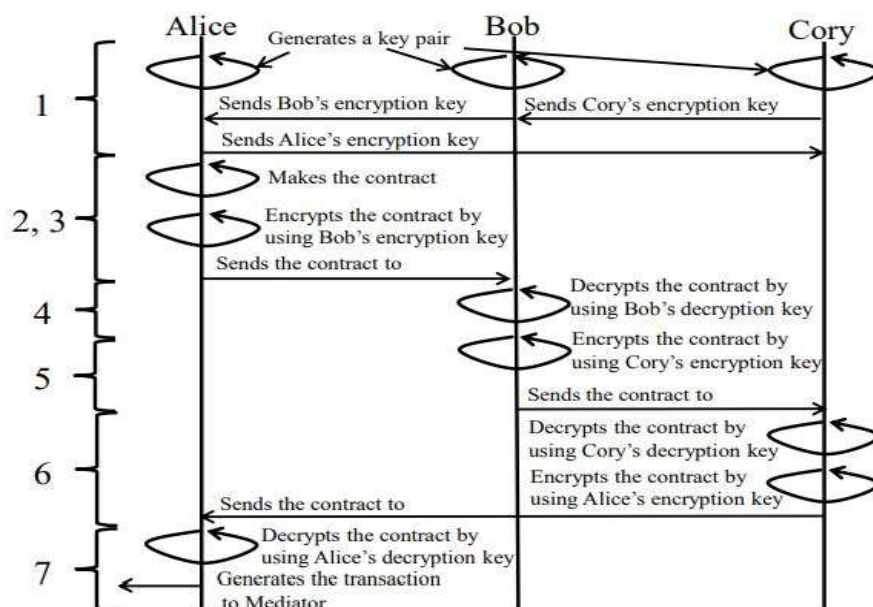 Alice
Bob
Cory
Generates a key pair
1
Sends Bob's encryption key
Sends Cory's encryption key
Sends Alice's encryption key
2, 3
Makes the contract
Encrypts the contract by
using Bob's encryption key
Sends the contract to
4
Decrypts the contract by
using Bob's decryption key
5
Encrypts the contract by
using Cory's encryption key
Sends the contract to
6
Decrypts the contract by
using Cory's decryption key
Encrypts the contract by
using Alice's encryption key
Sends the contract to
7
Decrypts the contract by
using Alice's decryption key
Generates the transaction
to Mediator